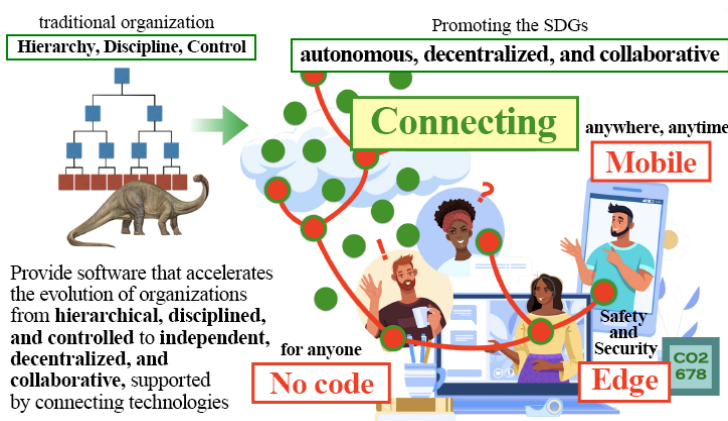 traditional organization
Hierarchy, Discipline, Control
Promoting the SDGs
autonomous, decentralized, and collaborative
Connecting
anywhere, anytime
Mobile
?
!
Provide software that accelerates
the evolution of organizations
from hierarchical, disciplined,
and controlled to independent,
decentralized, and
collaborative, supported
by connecting technologies
for anyone
No code
Safety
and
Security
Edge
CO2
678